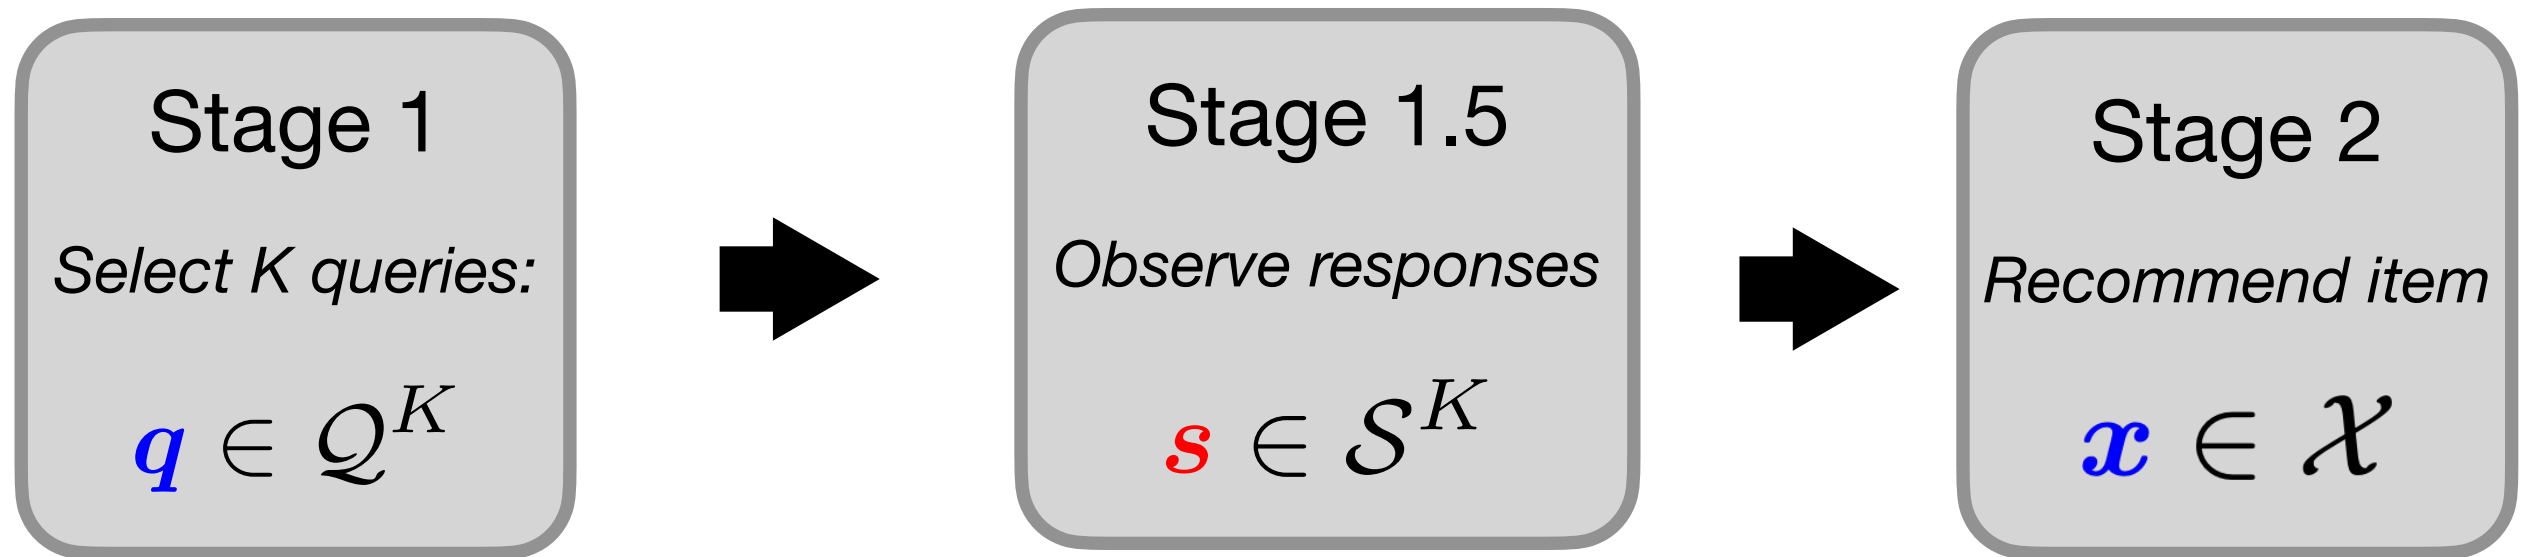 Stage 1
Select K queries:
q ∈ 𝒬^K
Stage 1.5
Observe responses
s ∈ 𝒮^K
Stage 2
Recommend item
x ∈ 𝒳